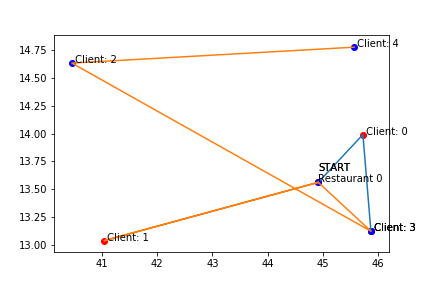 14.75
14.50
14.25
14.00
13.75
13.50
13.25
13.00
Client: 4
Client: 2
Client: 0
START
Restaurant 0
Client: 3
Client: 1
41
42
43
44
45
46